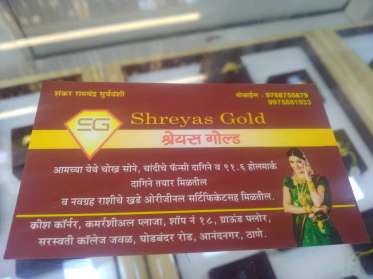 शंकर रामचंद्र सुर्यवंशी
मोबाईल.: 9768755879
9975881933
SG
Shreyas Gold
श्रेयस गोल्ड
आमच्या येथे चोख सोने, चांदीचे फॅन्सी दागिने व ९१.६ होलमार्क
दागिने तयार मिळतील
व नवग्रह राशीचे खडे ओरीजीनल सर्टिफिकेटसह मिळतील.
क्रीश कॉर्नर, कमर्शीअल प्लाजा, शॉप नं १८, ग्राऊंड फ्लोर,
सरस्वती कॉलेज जवळ, घोडबंदर रोड, आनंदनगर, ठाणे.